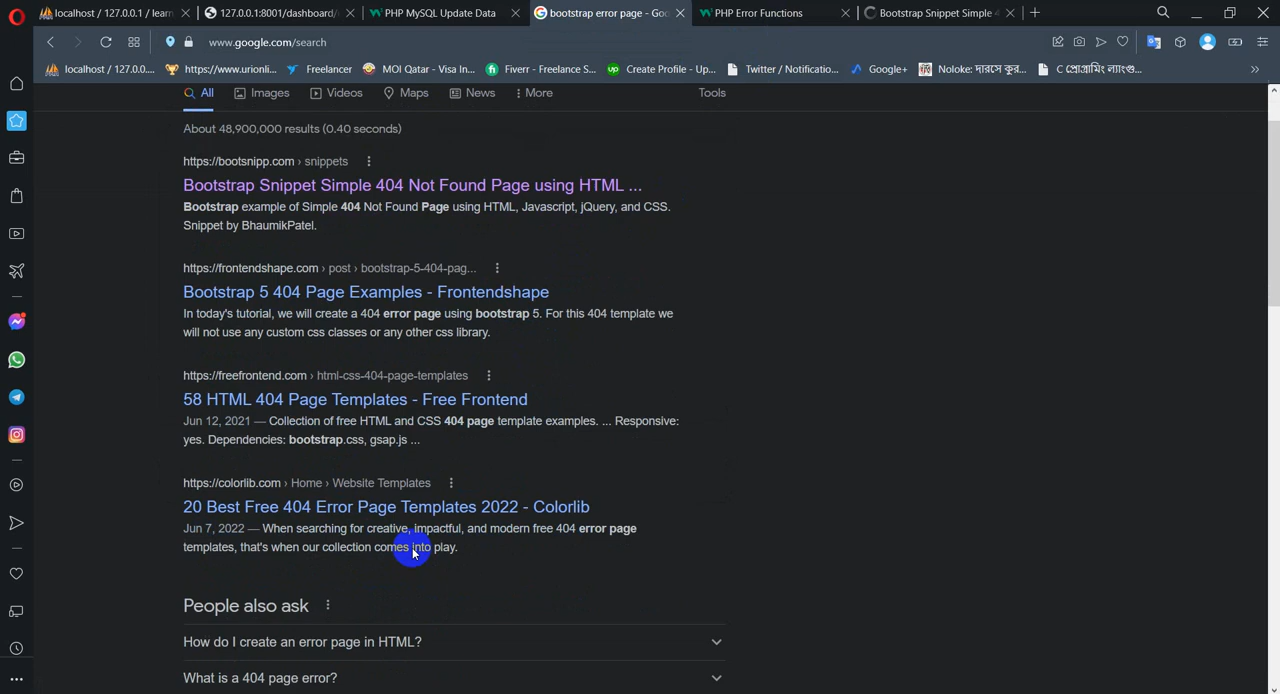 localhost / 127.0.0.1 / learn
127.0.0.1:8001/dashboard/
PHP MySQL Update Data
bootstrap error page - Goo
PHP Error Functions
Bootstrap Snippet Simple 4
www.google.com/search
localhost / 127.0.0....
https://www.urionli...
Freelancer
MOI Qatar - Visa In...
Fiverr - Freelance S...
Create Profile - Up...
Twitter / Notificatio...
Google+
Noloke: দারসে কুর...
C প্রোগ্রামিং ল্যাংগু...
All
Images
Videos
Maps
News
More
Tools
About 48,900,000 results (0.40 seconds)
https://bootsnipp.com › snippets
Bootstrap Snippet Simple 404 Not Found Page using HTML ...
Bootstrap example of Simple 404 Not Found Page using HTML, Javascript, jQuery, and CSS.
Snippet by BhaumikPatel.
https://frontendshape.com › post › bootstrap-5-404-pag...
Bootstrap 5 404 Page Examples - Frontendshape
In today's tutorial, we will create a 404 error page using bootstrap 5. For this 404 template we
will not use any custom css classes or any other css library.
https://freefrontend.com › html-css-404-page-templates
58 HTML 404 Page Templates - Free Frontend
Jun 12, 2021 — Collection of free HTML and CSS 404 page template examples. ... Responsive:
yes. Dependencies: bootstrap.css, gsap.js ...
https://colorlib.com › Home › Website Templates
20 Best Free 404 Error Page Templates 2022 - Colorlib
Jun 7, 2022 — When searching for creative, impactful, and modern free 404 error page
templates, that's when our collection comes into play.
People also ask
How do I create an error page in HTML?
What is a 404 page error?